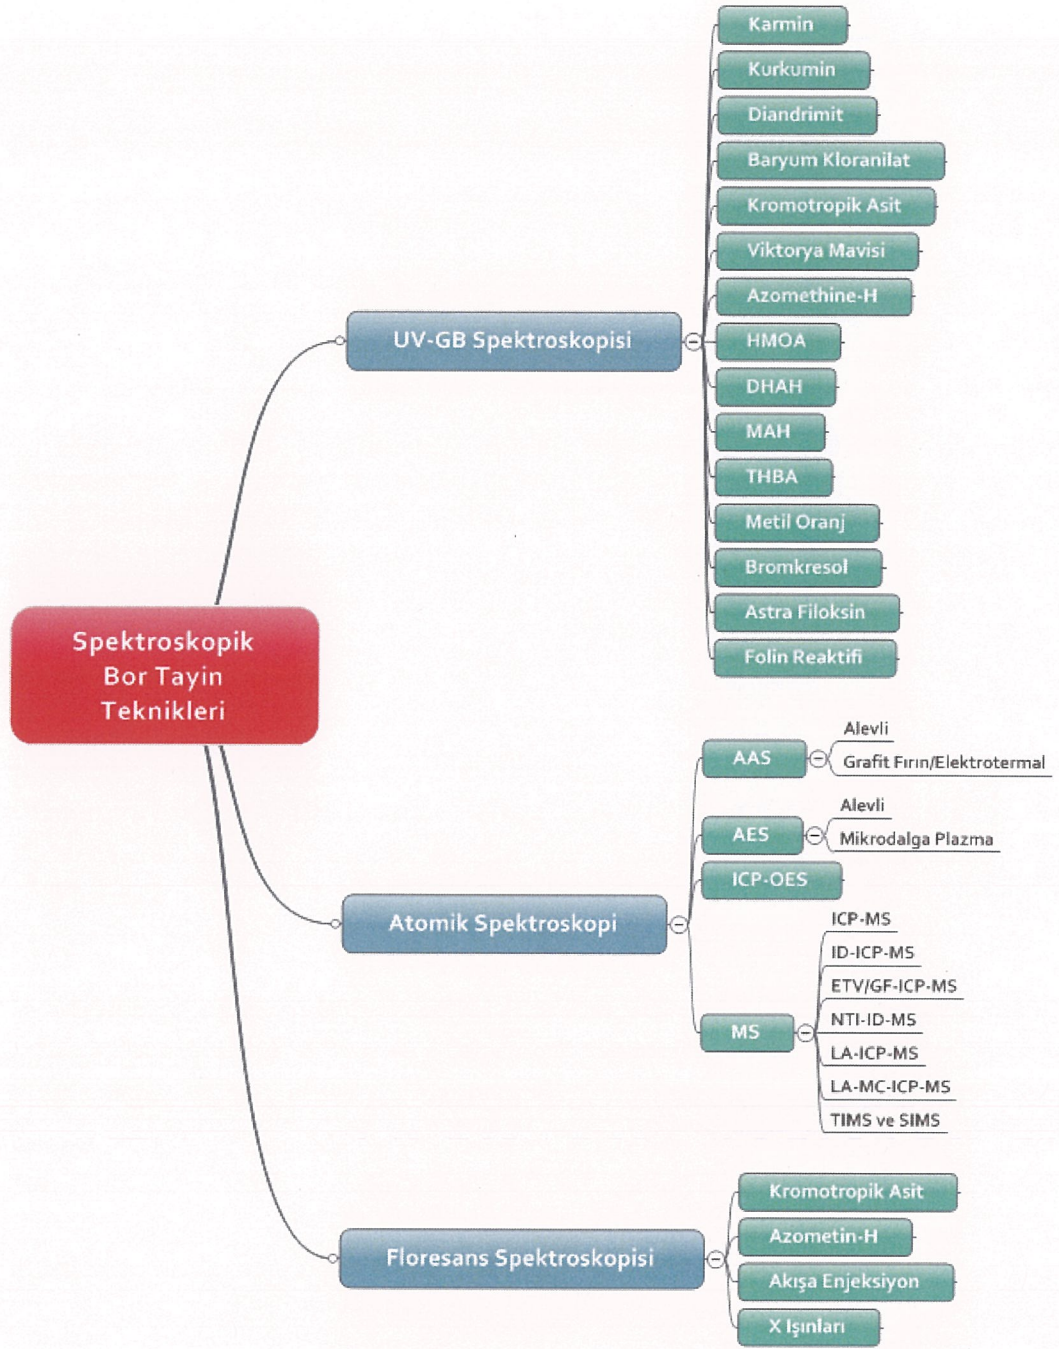 Karmin
Kurkumin
Diandrimit
Baryum Kloranilat
Kromotropik Asit
Viktorya Mavisi
Azomethine-H
UV-GB Spektroskopisi
HMOA
DHAH
MAH
THBA
Metil Oranj
Bromkresol
Astra Filoksin
Folin Reaktifi
Spektroskopik
Bor Tayin
Teknikleri
AAS
Alevli
Grafit Fırın/Elektrotermal
AES
Alevli
Mikrodalga Plazma
ICP-OES
Atomik Spektroskopi
MS
ICP-MS
ID-ICP-MS
ETV/GF-ICP-MS
NTI-ID-MS
LA-ICP-MS
LA-MC-ICP-MS
TIMS ve SIMS
Floresans Spektroskopisi
Kromotropik Asit
Azometin-H
Akışa Enjeksiyon
X Işınları